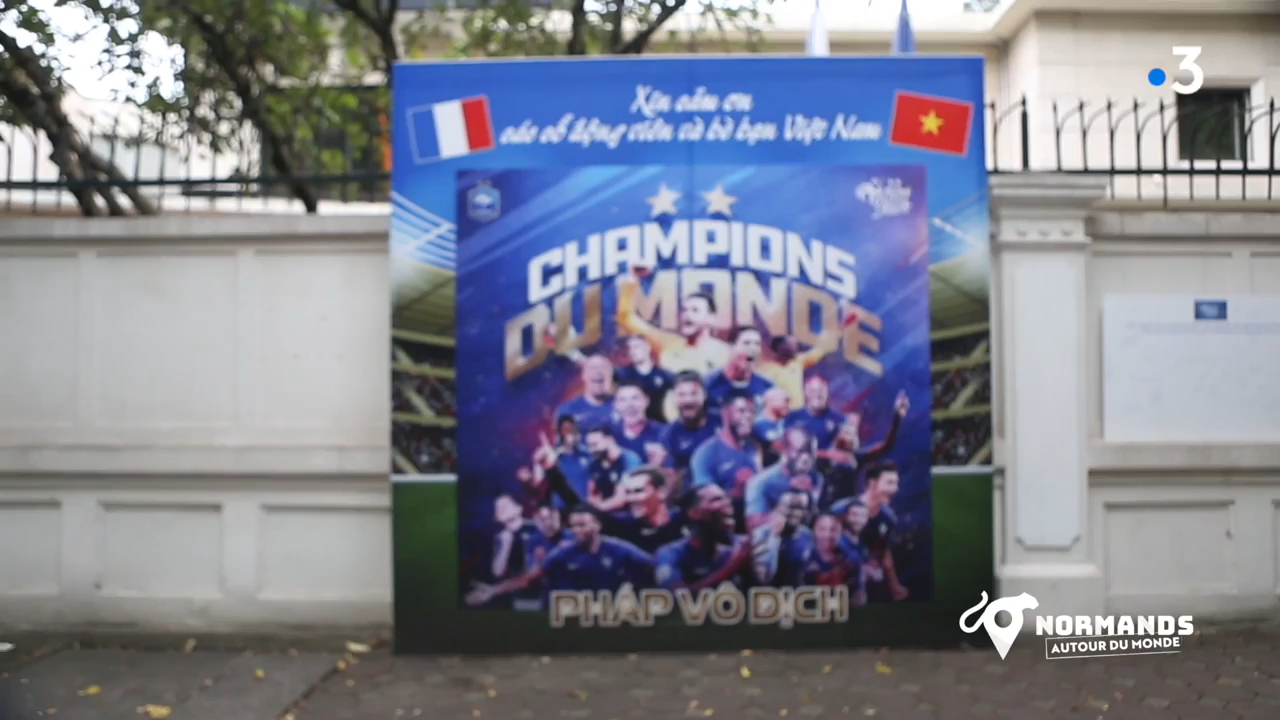 3
Xin cảm ơn
các cổ động viên và bè bạn Việt Nam
CHAMPIONS
DU MONDE
PHÁP VÔ ĐỊCH
NORMANDS
AUTOUR DU MONDE